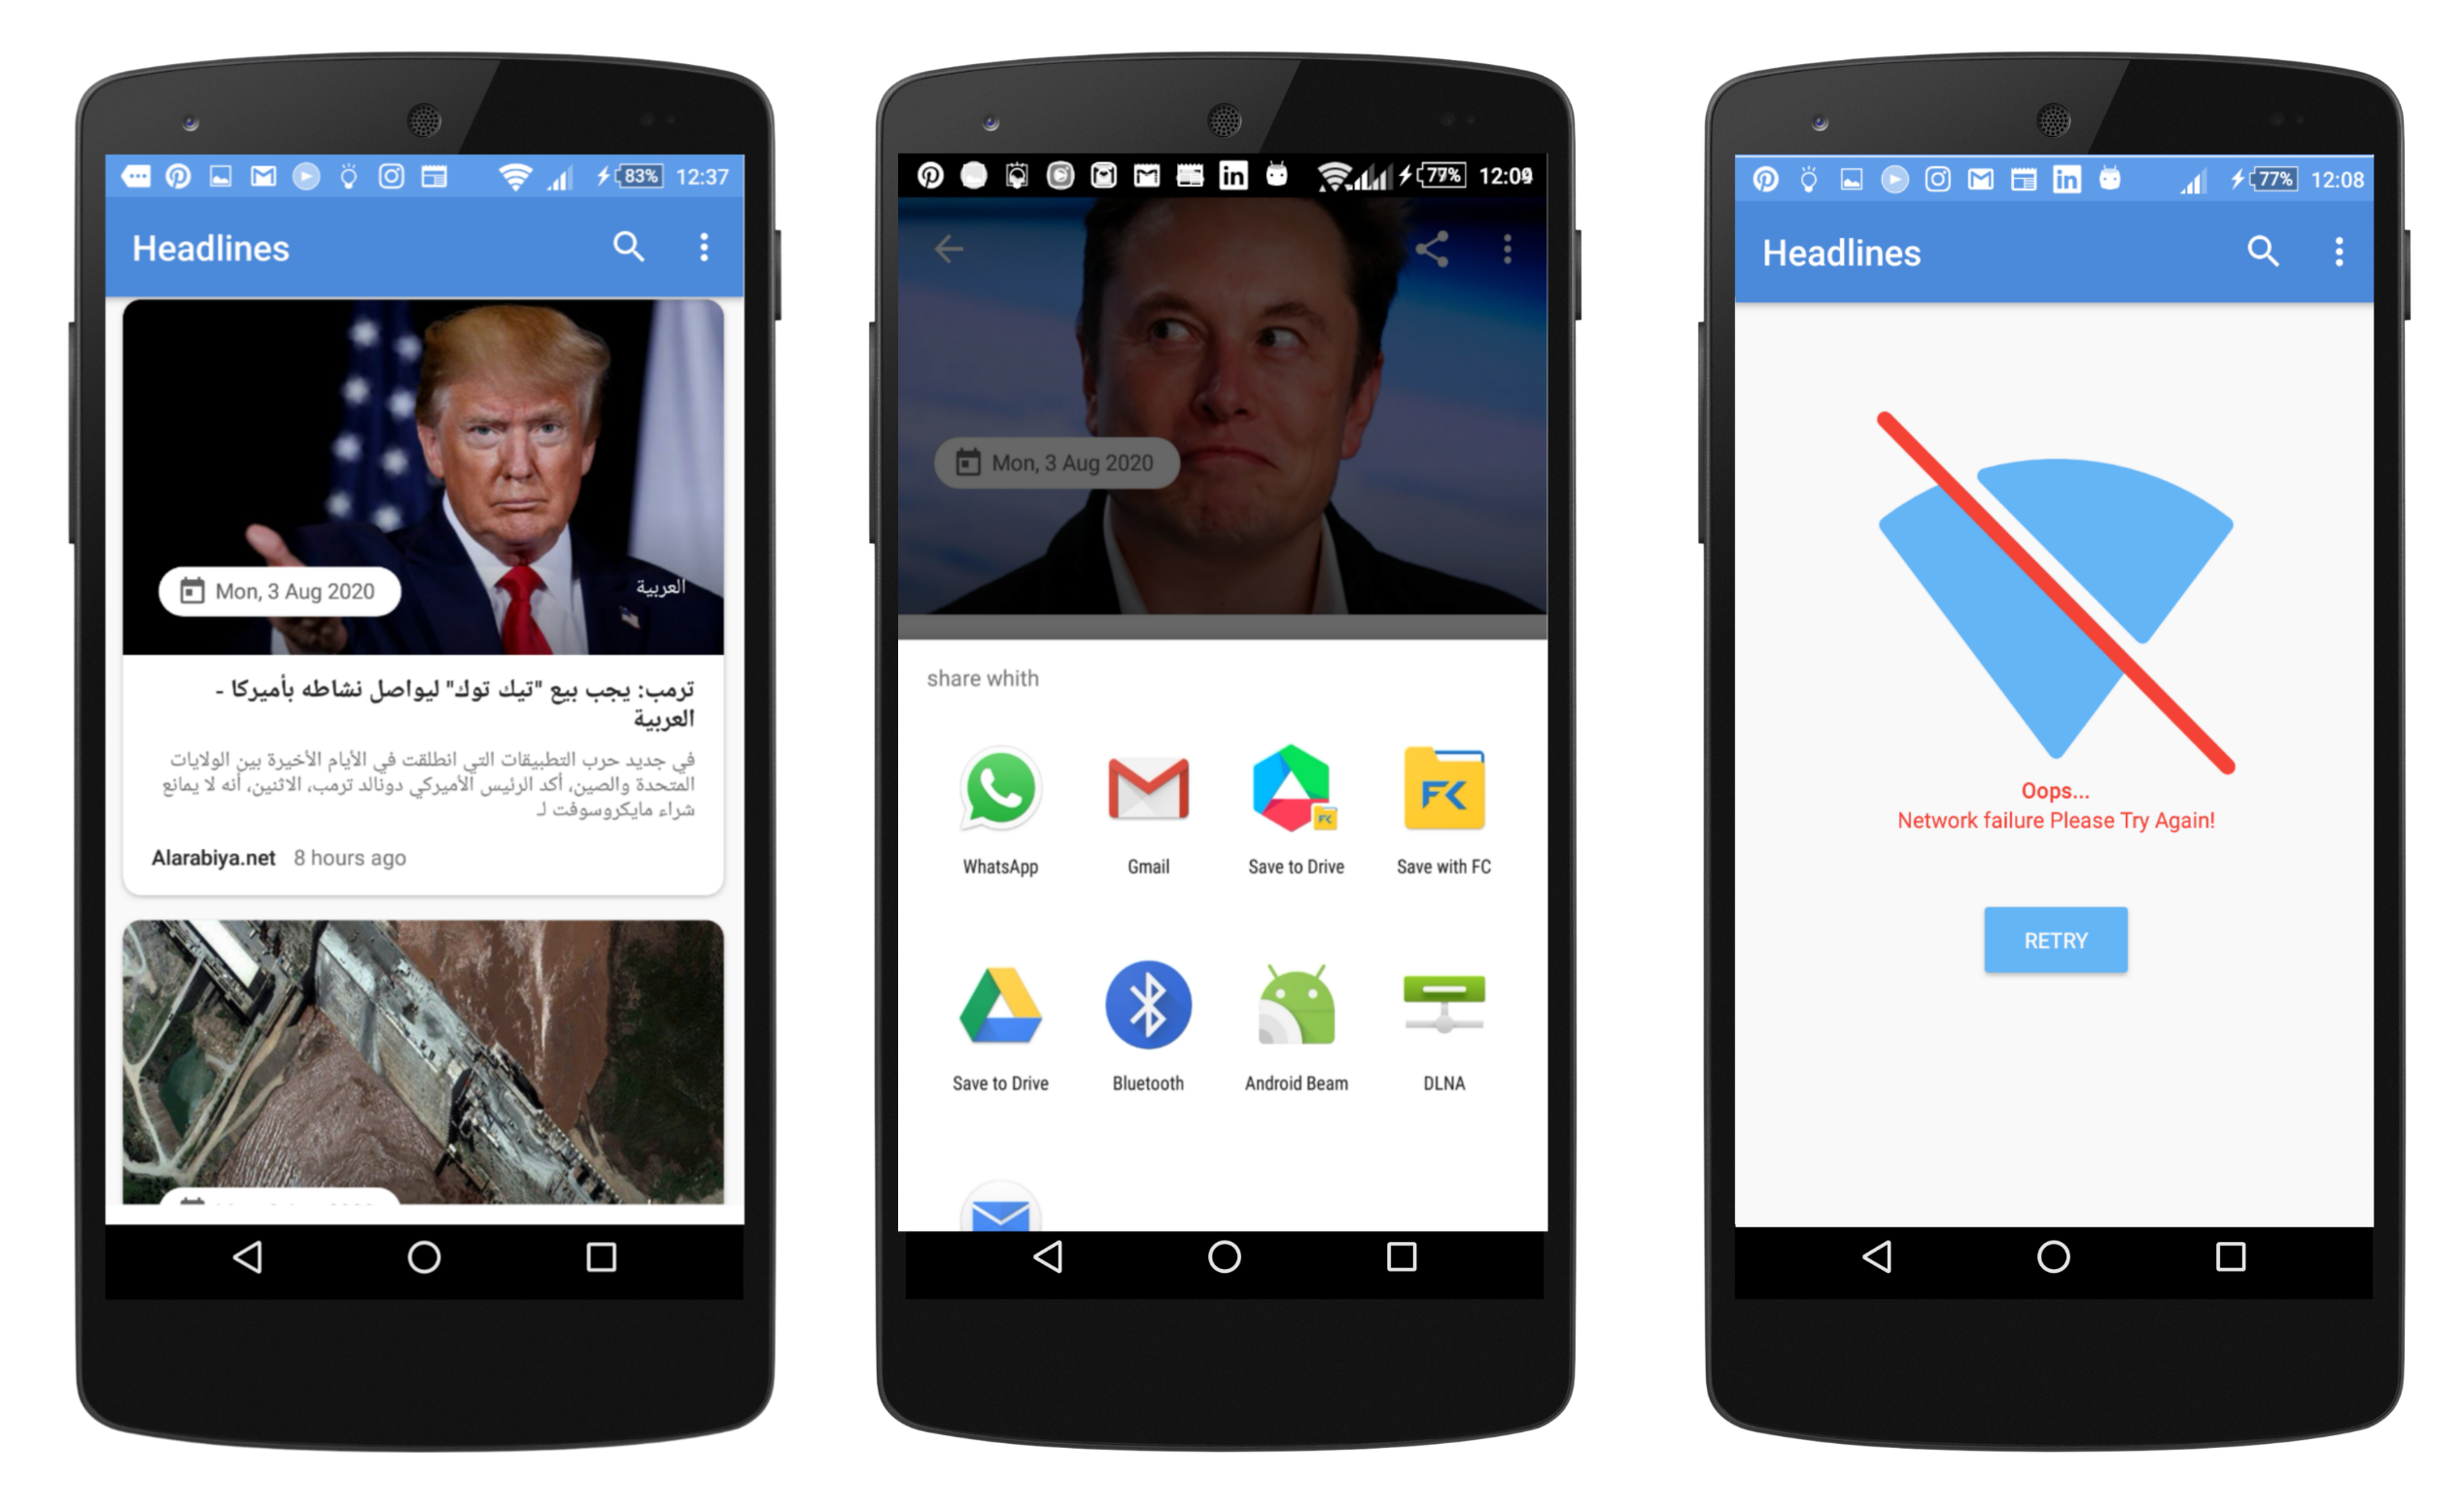 83% 12:37
Headlines
Mon, 3 Aug 2020
العربية
ترمب: يجب بيع "تيك توك" ليواصل نشاطه بأميركا -
العربية
في جديد حرب التطبيقات التي انطلقت في الأيام الأخيرة بين الولايات
المتحدة والصين، أكد الرئيس الأميركي دونالد ترمب، الاثنين، أنه لا يمانع
شراء مايكروسوفت لـ
Alarabiya.net 8 hours ago
in
Mon, 3 Aug 2020
share whith
WhatsApp Gmail Save to Drive Save with FC
Save to Drive Bluetooth Android Beam DLNA
in 77% 12:08
Headlines
Oops...
Network failure Please Try Again!
RETRY